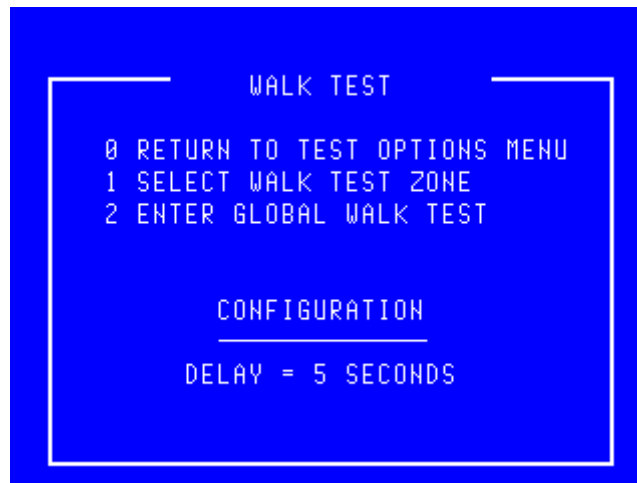 WALK TEST
0 RETURN TO TEST OPTIONS MENU
1 SELECT WALK TEST ZONE
2 ENTER GLOBAL WALK TEST
CONFIGURATION
DELAY = 5 SECONDS